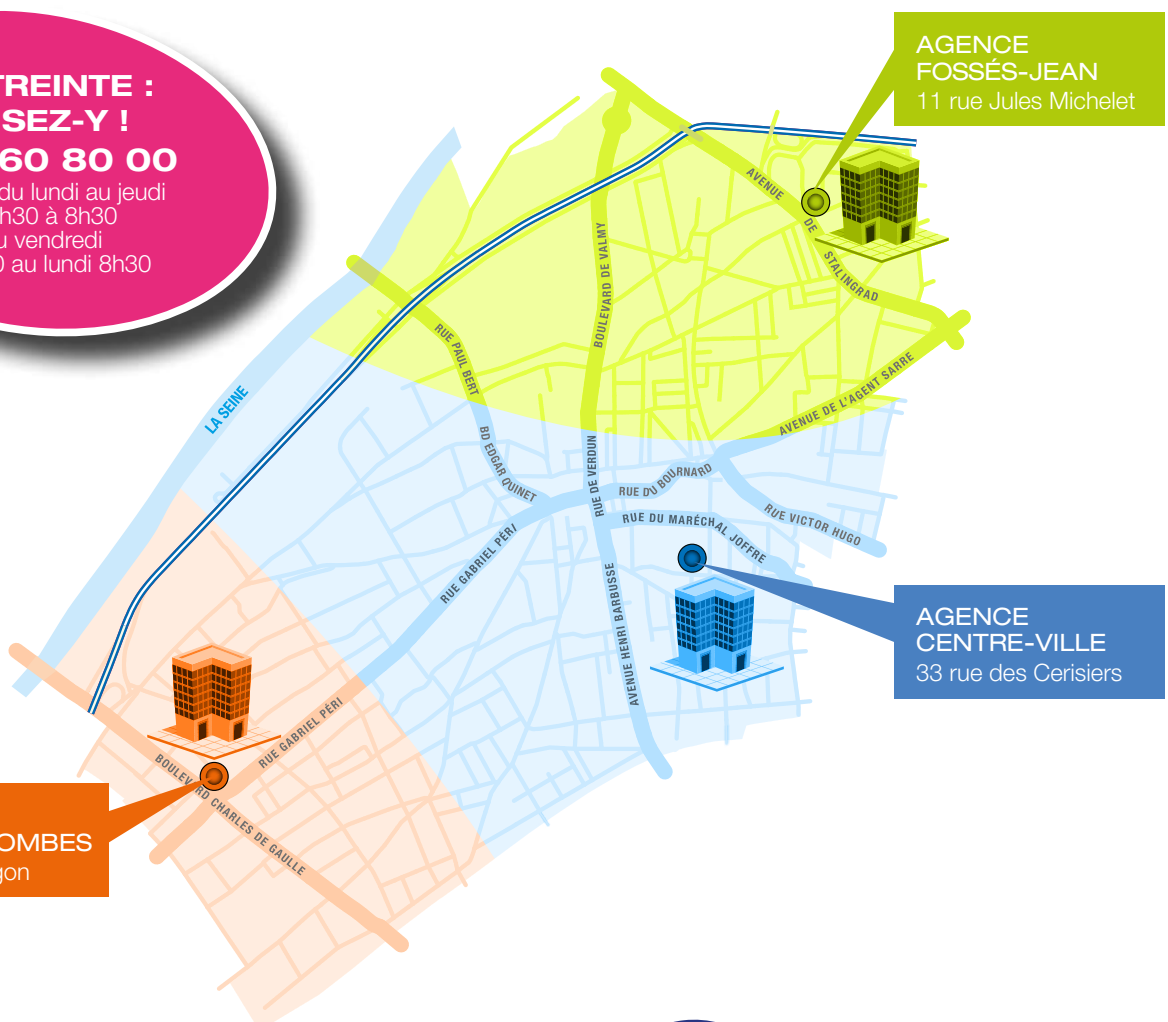 TREINTE :
SEZ-Y !
60 80 00
du lundi au jeudi
h30 à 8h30
u vendredi
0 au lundi 8h30
AGENCE
FOSSÉS-JEAN
11 rue Jules Michelet
AVENUE DE STALINGRAD
BOULEVARD DE VALMY
RUE PAUL BERT
AVENUE DE L'AGENT SARRE
LA SEINE
BD EDGAR QUINET
RUE DE VERDUN
RUE DU BOURNARD
RUE VICTOR HUGO
RUE DU MARÉCHAL JOFFRE
RUE GABRIEL PÉRI
AVENUE HENRI BARBUSSE
AGENCE
CENTRE-VILLE
33 rue des Cerisiers
RUE GABRIEL PÉRI
BOULEVARD CHARLES DE GAULLE
OMBES
gon